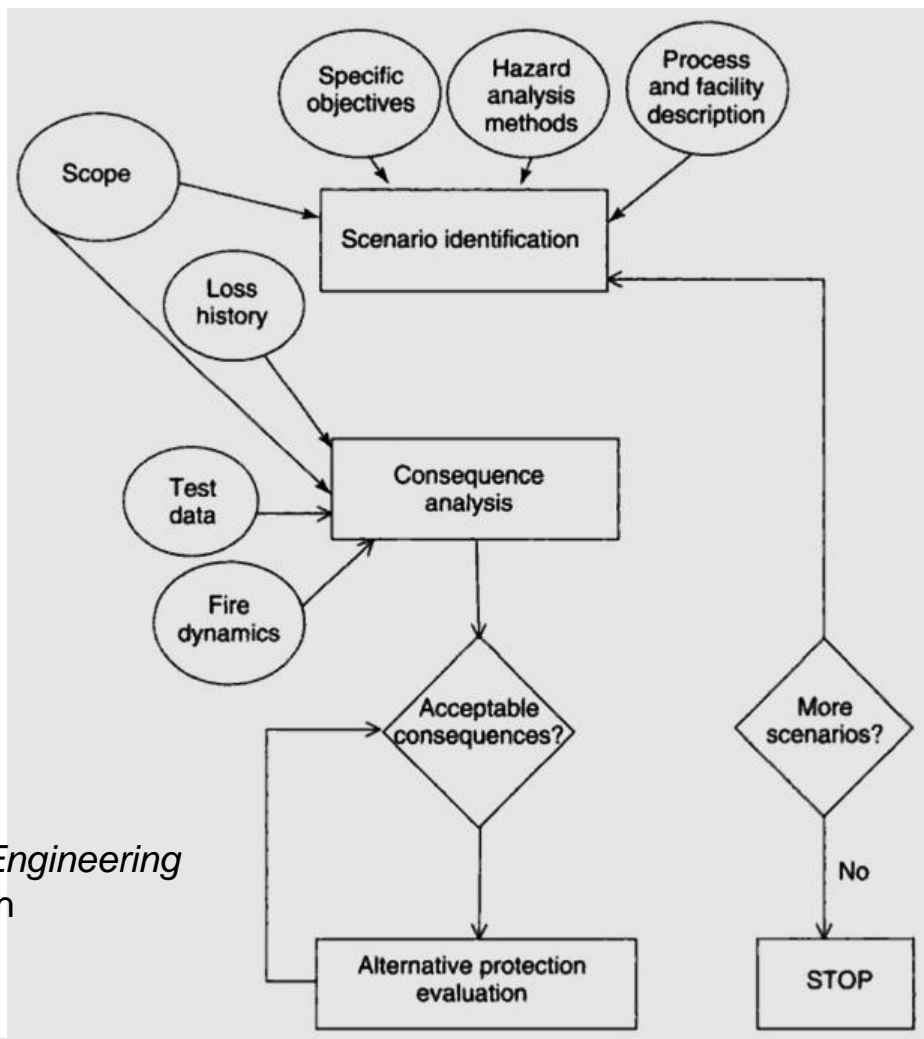 Specific
objectives
Hazard
analysis
methods
Process
and facility
description
Scope
Scenario identification
Loss
history
Consequence
analysis
Test
data
Fire
dynamics
Acceptable
consequences?
More
scenarios?
Engineering
No
Alternative protection
evaluation
STOP